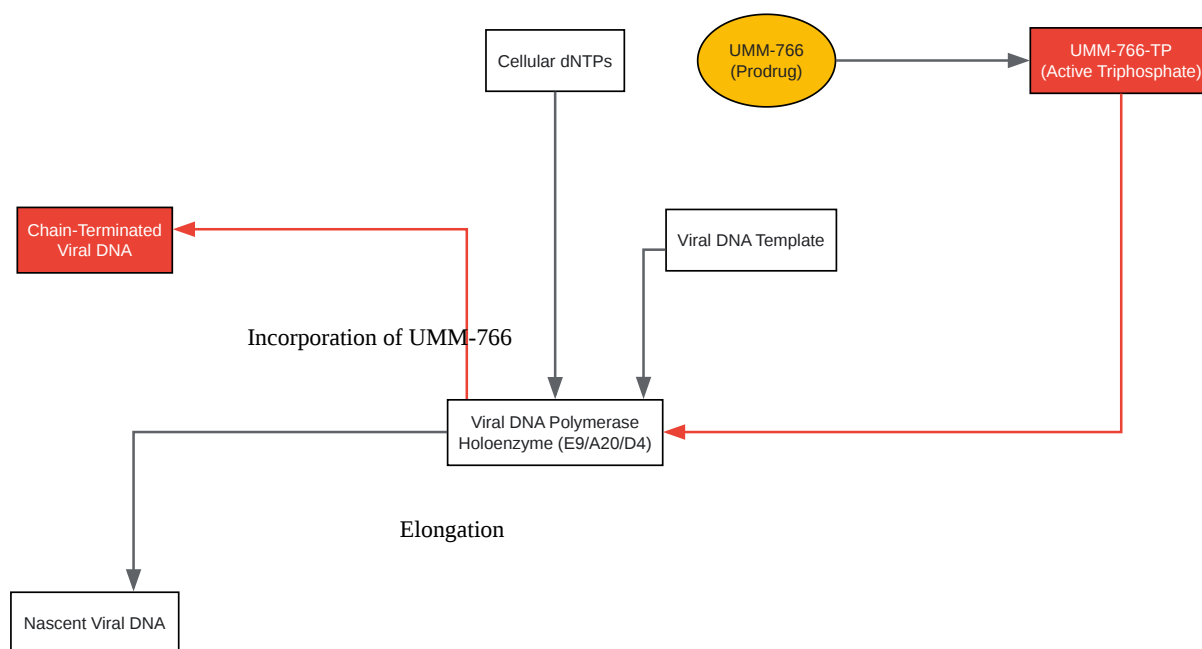 UMM-766
(Prodrug)
UMM-766-TP
(Active Triphosphate)
Cellular dNTPs
Chain-Terminated
Viral DNA
Viral DNA Template
Incorporation of UMM-766
Viral DNA Polymerase
Holoenzyme (E9/A20/D4)
Elongation
Nascent Viral DNA